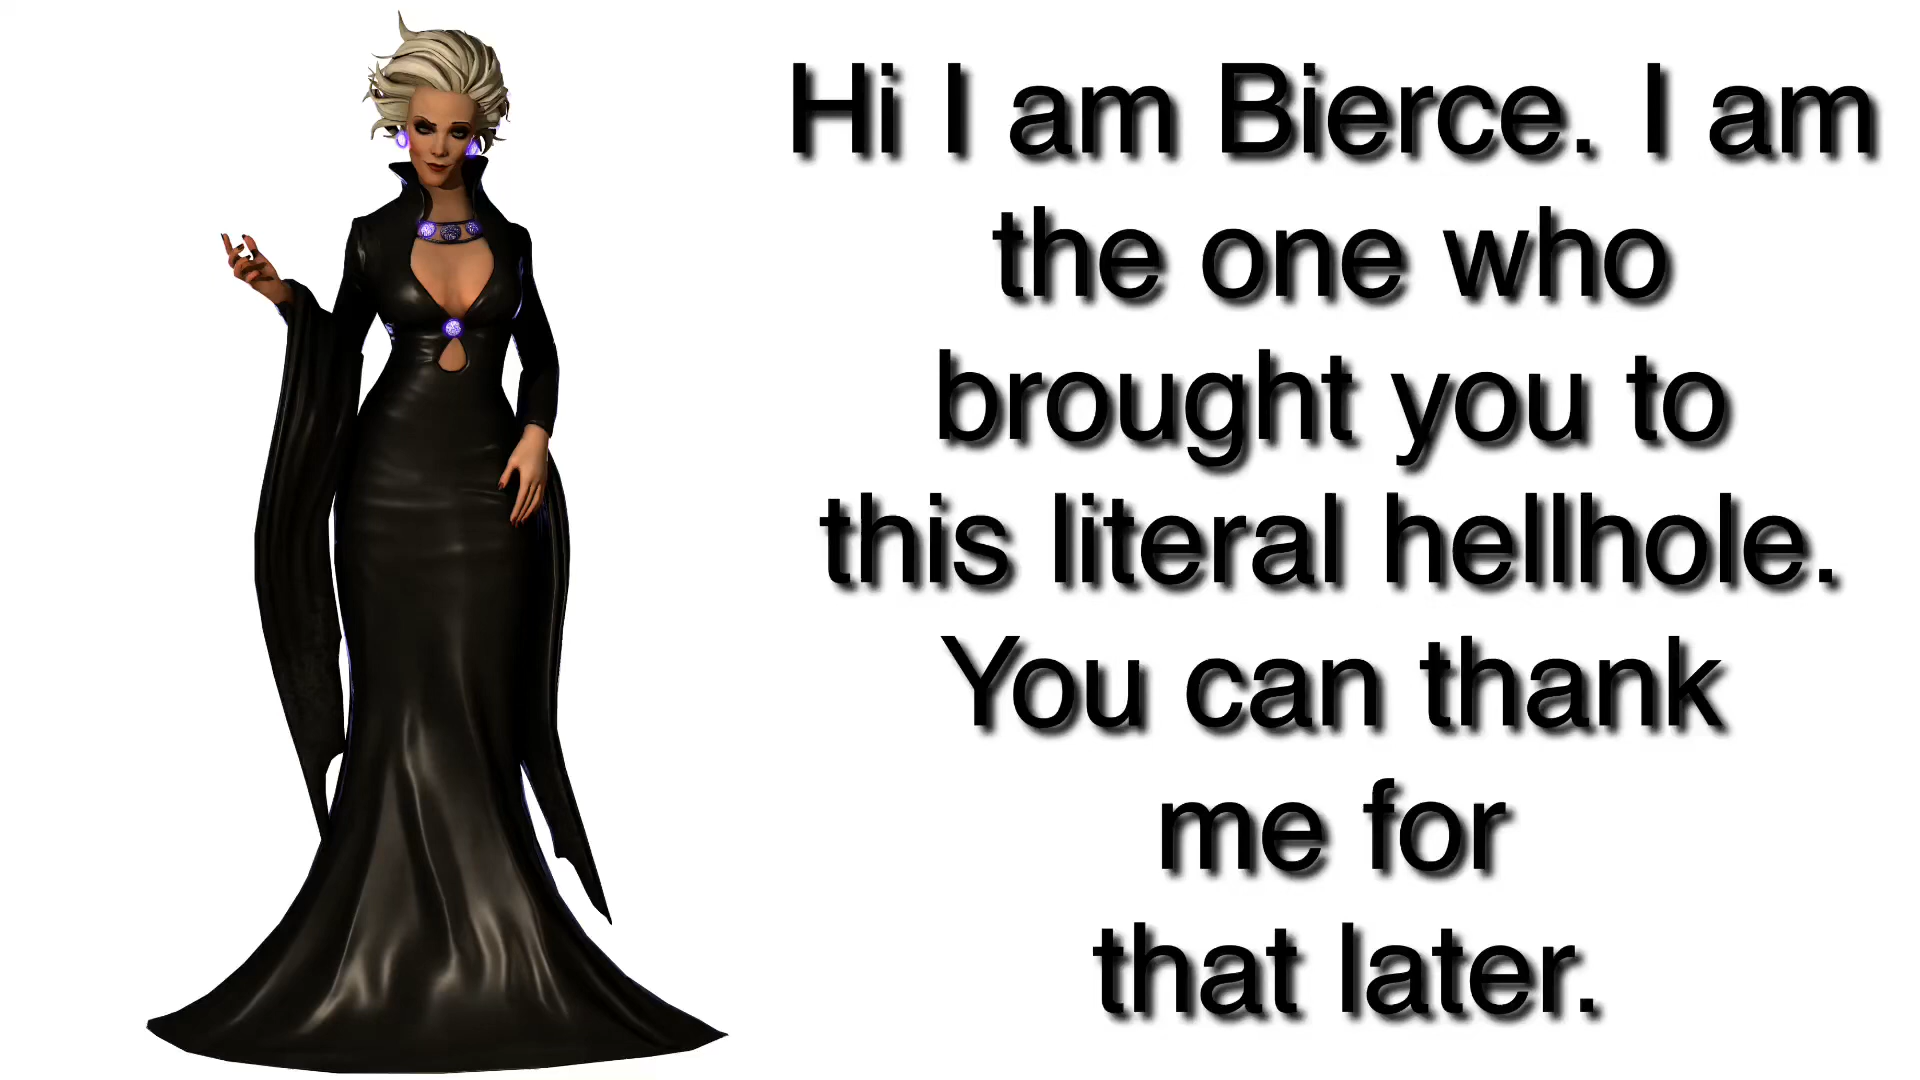 Hi I am Bierce. I am
the one who
brought you to
this literal hellhole.
You can thank
me for
that later.